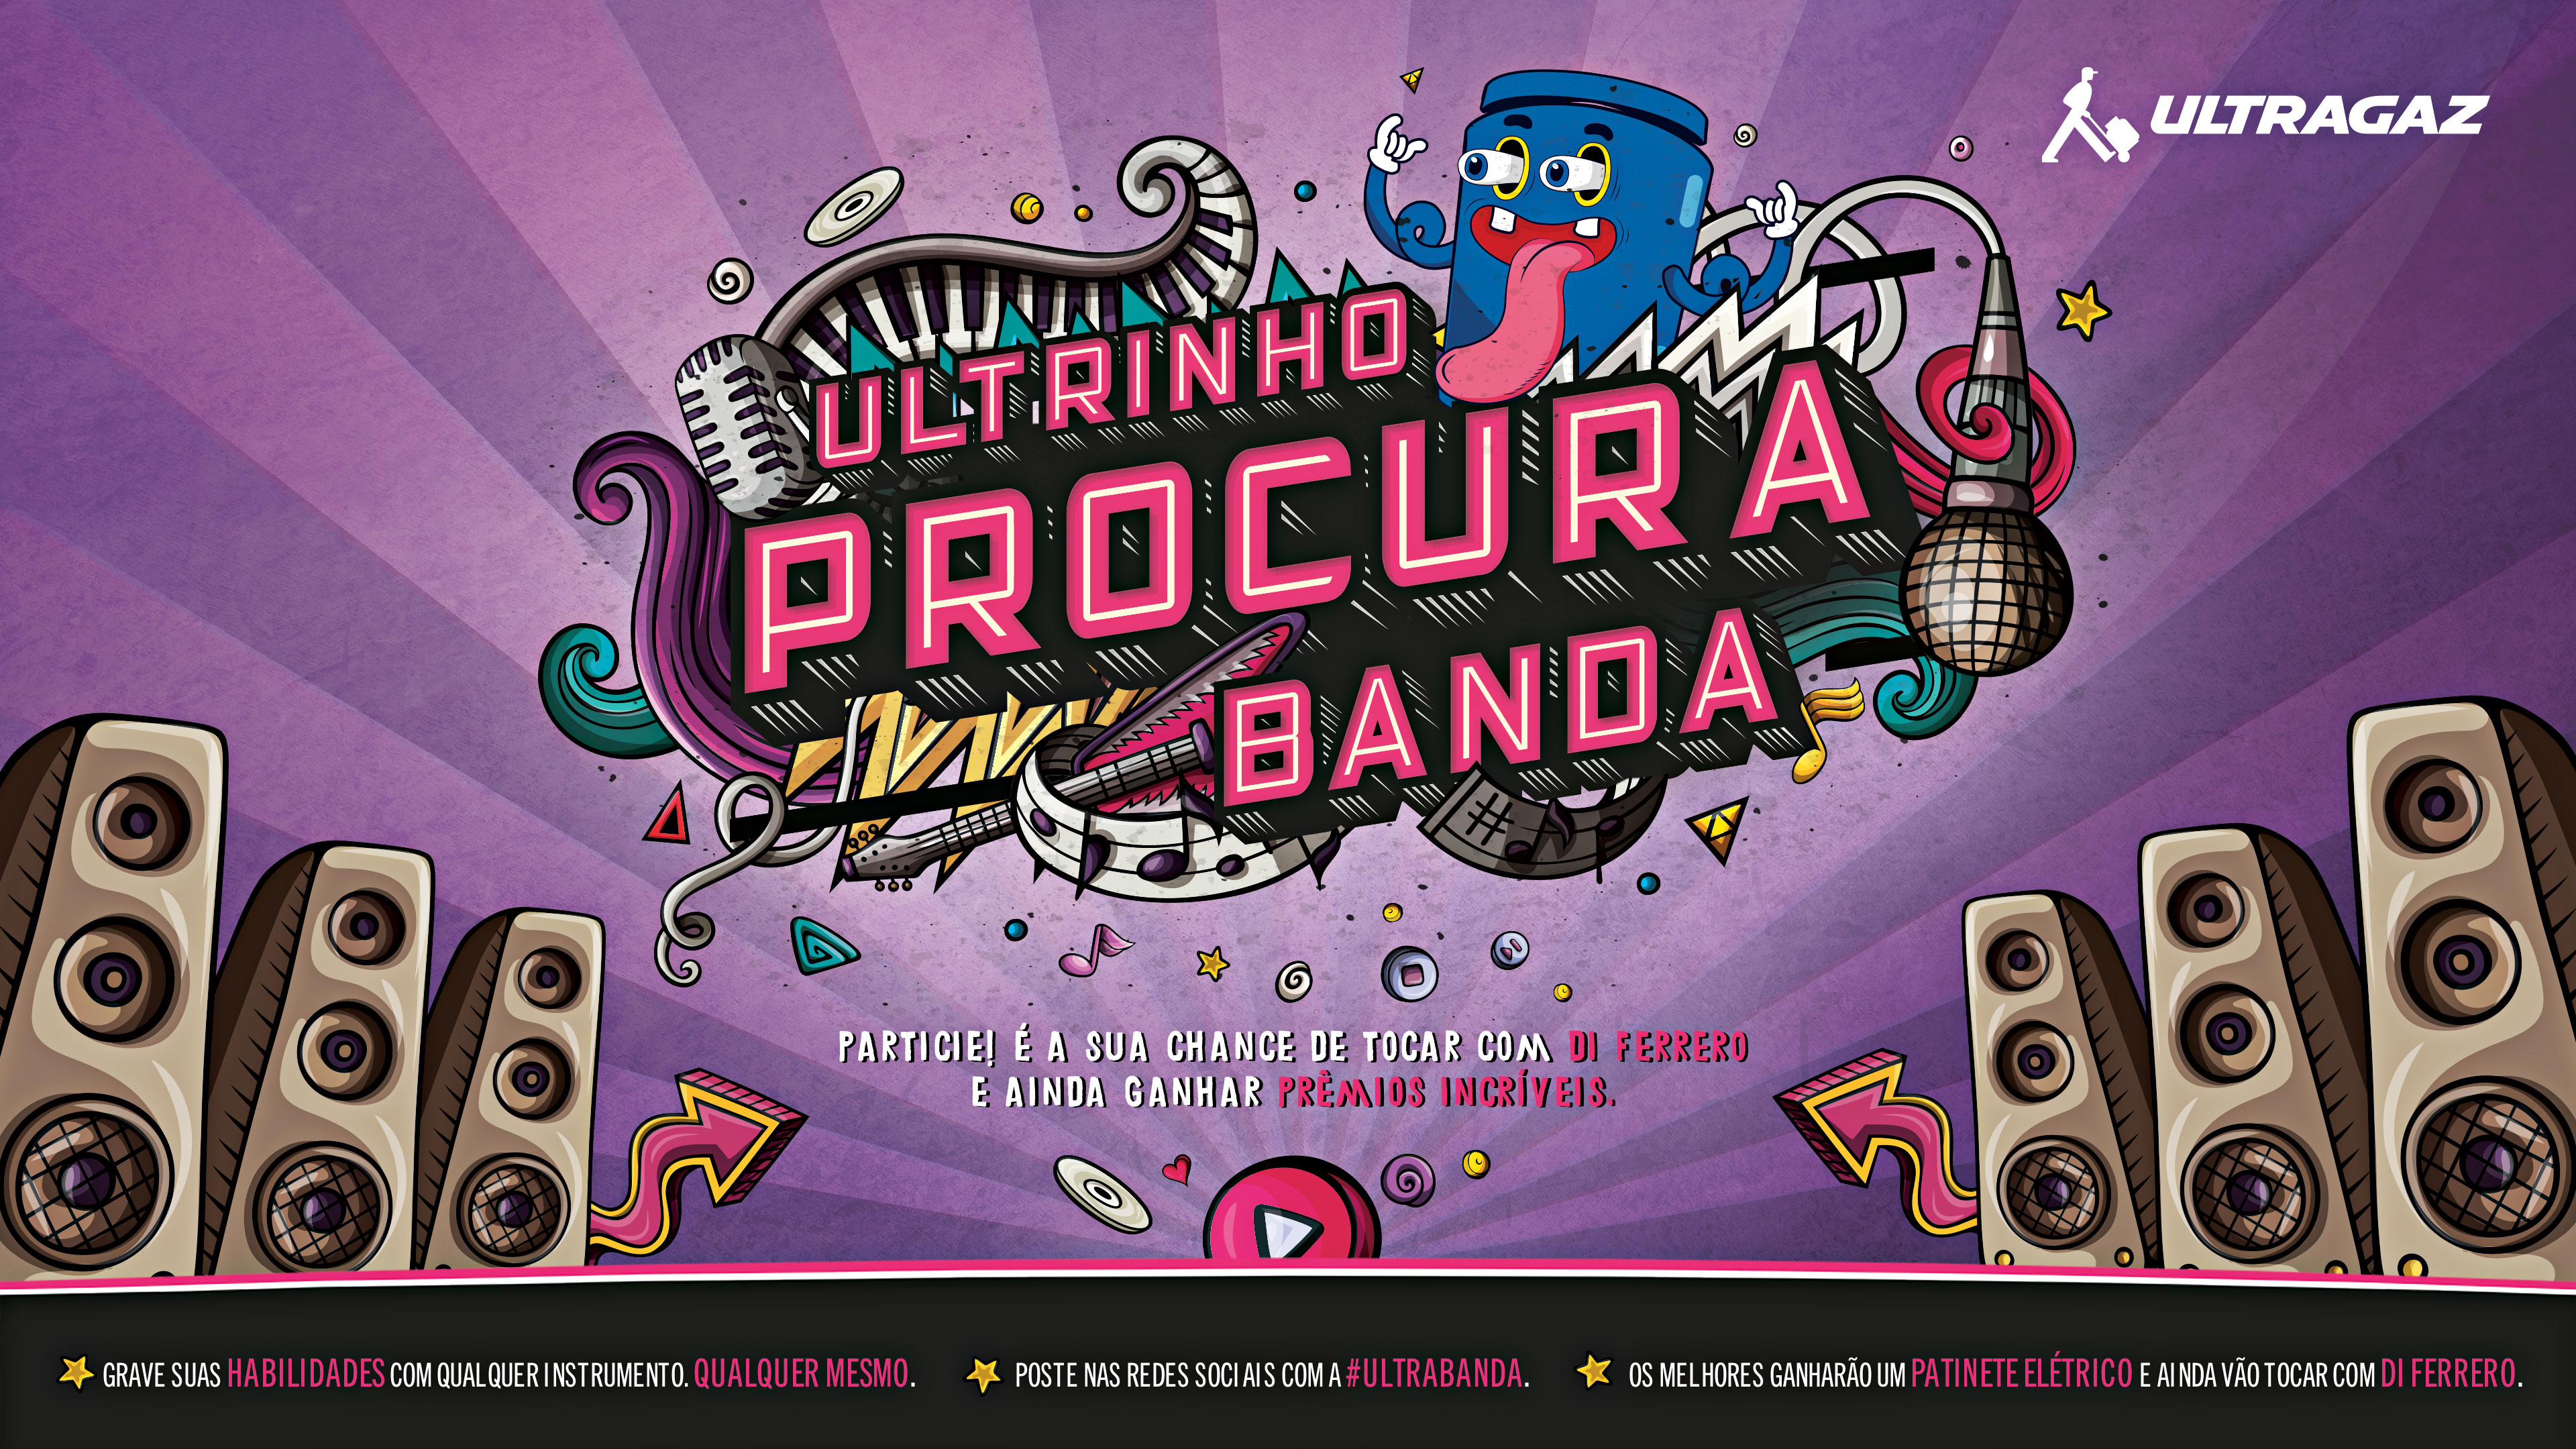 ULTRAGAZ
ULTRINHO
PROCURA
BANDA
PARTICIE! É A SUA CHANCE DE TOCAR COM DI FERRERO
E AINDA GANHAR PRÊMIOS INCRÍVEIS.
GRAVE SUAS HABILIDADES COM QUALQUER INSTRUMENTO. QUALQUER MESMO.
POSTE NAS REDES SOCIAIS COM A #ULTRABANDA.
OS MELHORES GANHARÃO UM PATINETE ELÉTRICO E AINDA VÃO TOCAR COM DI FERRERO.